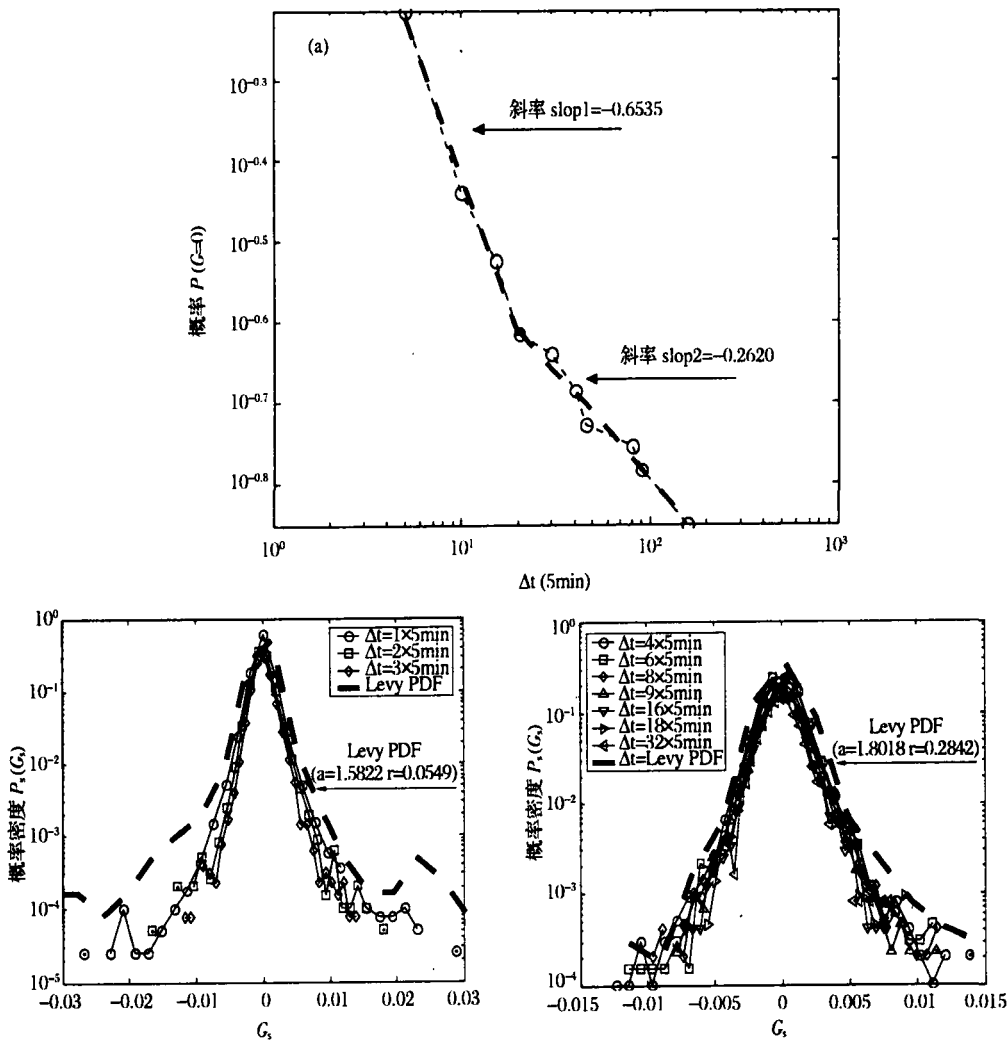 (a)
10^-0.3
斜率 slop1=-0.6535
10^-0.4
10^-0.5
概率 P (G=0)
10^-0.6
斜率 slop2=-0.2620
10^-0.7
10^-0.8
10^0 10^1 10^2 10^3
Δt (5min)
10^0
Δt=1×5min
Δt=2×5min
Δt=3×5min
Levy PDF
10^-1
Levy PDF
(a=1.5822 r=0.0549)
10^-2
概率密度 P_s (G_s)
10^-3
10^-4
10^-5
-0.03 -0.02 -0.01 0 0.01 0.02 0.03
G_s
10^0
Δt=4×5min
Δt=6×5min
Δt=8×5min
Δt=9×5min
Δt=16×5min
Δt=18×5min
Δt=32×5min
Δt=Levy PDF
10^-1
Levy PDF
(a=1.8018 r=0.2842)
10^-2
概率密度 P_s (G_s)
10^-3
10^-4
-0.015 -0.01 -0.005 0 0.005 0.01 0.015
G_s